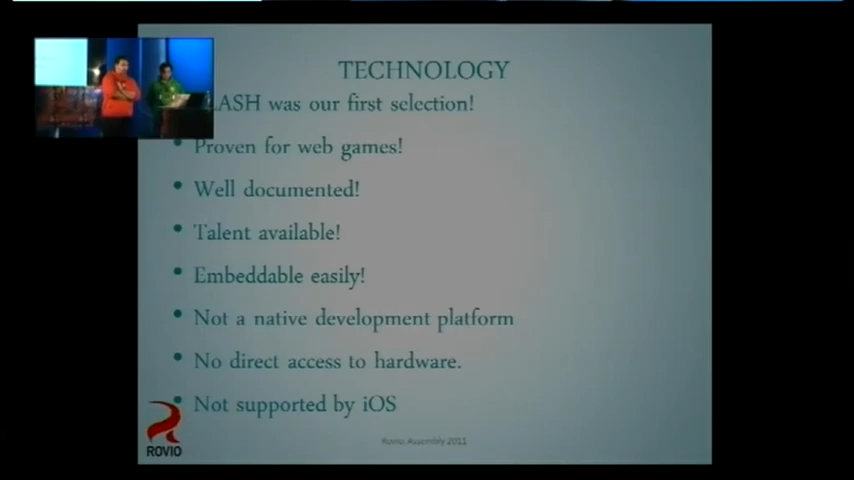 TECHNOLOGY
LASH was our first selection!
• Proven for web games!
• Well documented!
• Talent available!
• Embeddable easily!
• Not a native development platform
• No direct access to hardware.
• Not supported by iOS
ROVIO
Rovio, Assembly 2011